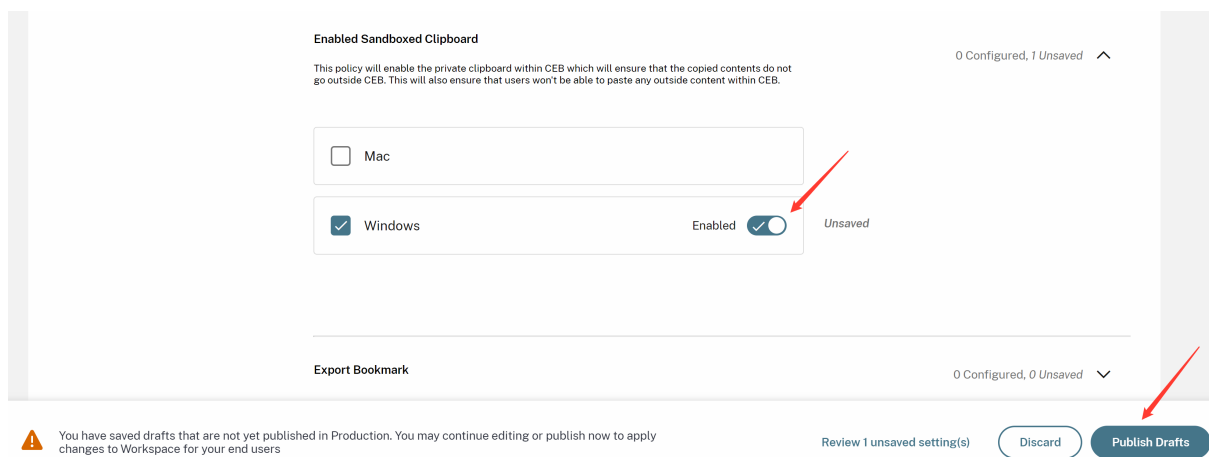 Enabled Sandboxed Clipboard
0 Configured, 1 Unsaved
This policy will enable the private clipboard within CEB which will ensure that the copied contents do not
go outside CEB. This will also ensure that users won't be able to paste any outside content within CEB.
Mac
Windows
Enabled
Unsaved
Export Bookmark
0 Configured, 0 Unsaved
You have saved drafts that are not yet published in Production. You may continue editing or publish now to apply
changes to Workspace for your end users
Review 1 unsaved setting(s)
Discard
Publish Drafts